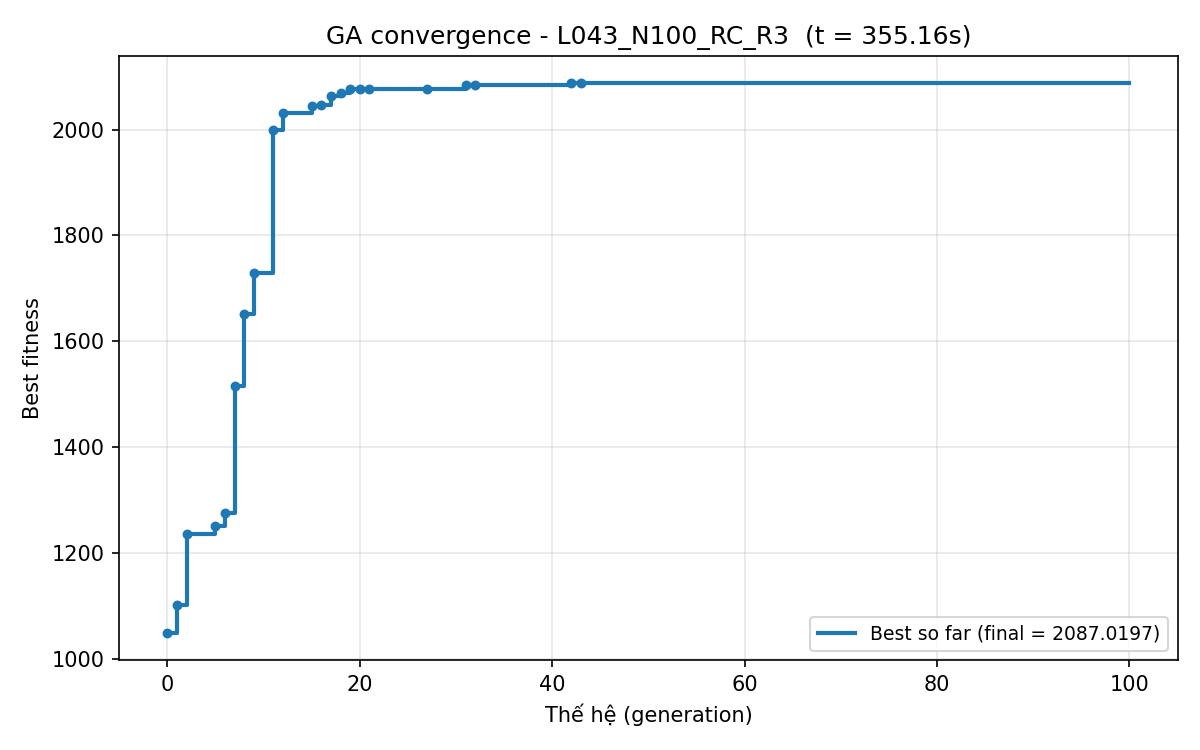 GA convergence - L043_N100_RC_R3 (t = 355.16s)
Best fitness
2000
1800
1600
1400
1200
1000
0 20 40 60 80 100
Thế hệ (generation)
Best so far (final = 2087.0197)